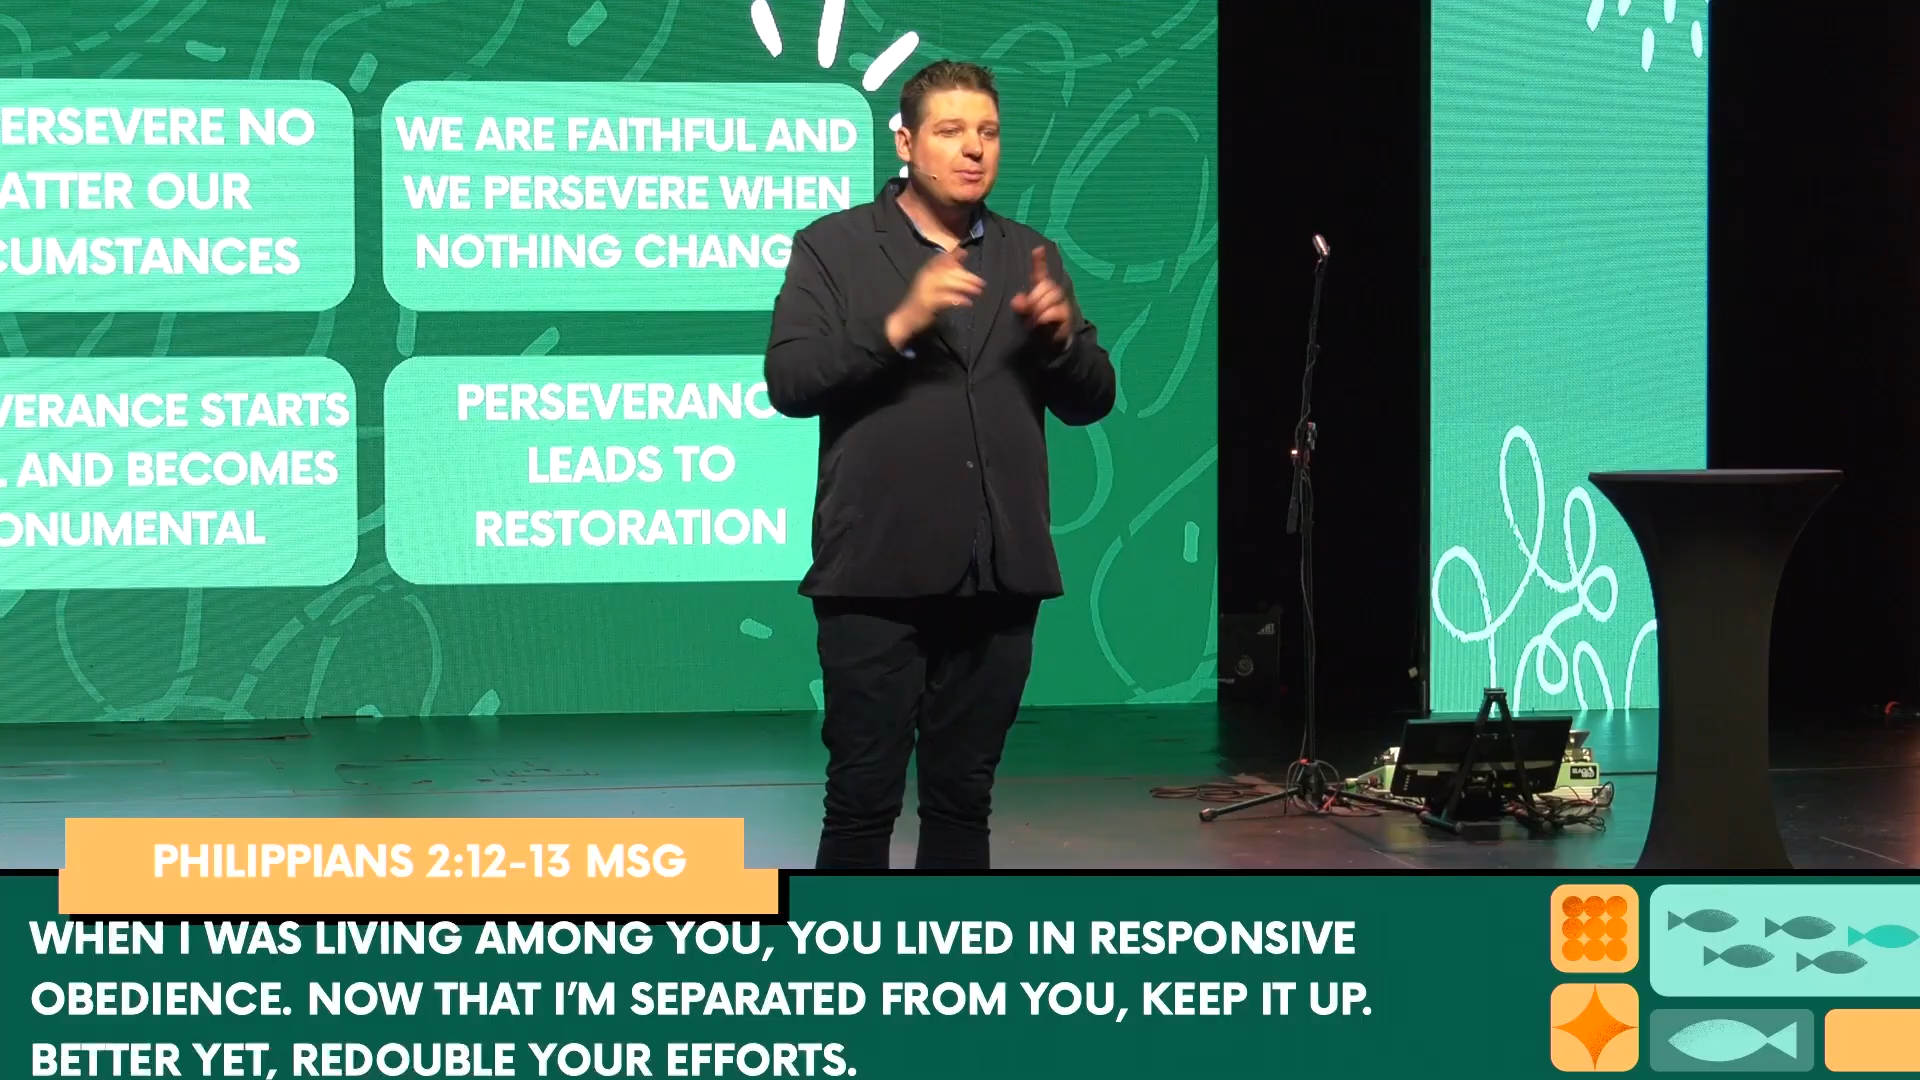 ERSEVERE NO
ATTER OUR
CUMSTANCES
WE ARE FAITHFUL AND
WE PERSEVERE WHEN
NOTHING CHANG
VERANCE STARTS
AND BECOMES
ONUMENTAL
PERSEVERANC
LEADS TO
RESTORATION
PHILIPPIANS 2:12-13 MSG
WHEN I WAS LIVING AMONG YOU, YOU LIVED IN RESPONSIVE
OBEDIENCE. NOW THAT I’M SEPARATED FROM YOU, KEEP IT UP.
BETTER YET, REDOUBLE YOUR EFFORTS.